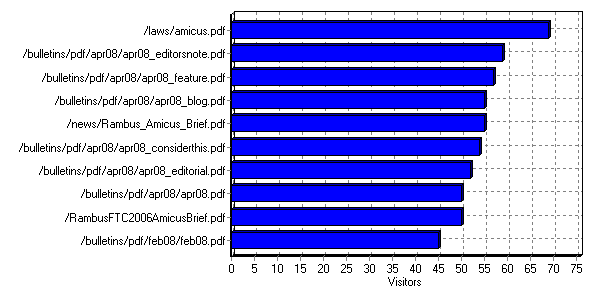 /laws/amicus.pdf
/bulletins/pdf/apr08/apr08_editorsnote.pdf
/bulletins/pdf/apr08/apr08_feature.pdf
/bulletins/pdf/apr08/apr08_blog.pdf
/news/Rambus_Amicus_Brief.pdf
/bulletins/pdf/apr08/apr08_considerthis.pdf
/bulletins/pdf/apr08/apr08_editorial.pdf
/bulletins/pdf/apr08/apr08.pdf
/RambusFTC2006AmicusBrief.pdf
/bulletins/pdf/feb08/feb08.pdf
0 5 10 15 20 25 30 35 40 45 50 55 60 65 70 75
Visitors